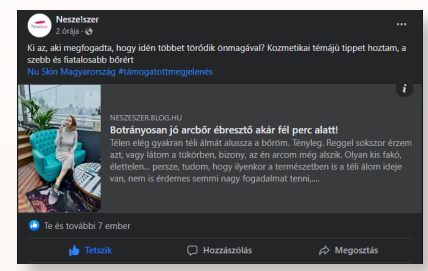 Neszelszer
2 órája ·
Ki az, aki megfogadta, hogy idén többet törődik önmagával? Kozmetikai témájú tippet hoztam, a
szebb és fiatalosabb bőrért
Nu Skin Magyarország #támogatottmegjelenés
NESZESZER.BLOG.HU
Botrányosan jó arcbőr ébresztő akár fél perc alatt!
Télen elég gyakran téli álmát alussza a bőröm. Tényleg. Reggel sokszor érzem
azt, vagy látom a tükörben, bizony, az én arcom még alszik. Olyan kis fakó,
élettelen... persze, tudom, hogy ilyenkor a természetben is a téli álom ideje
van, nem is érdemes semmi nagy fogadalmat tenni,....
Te és további 7 ember
Tetszik Hozzászólás Megosztás